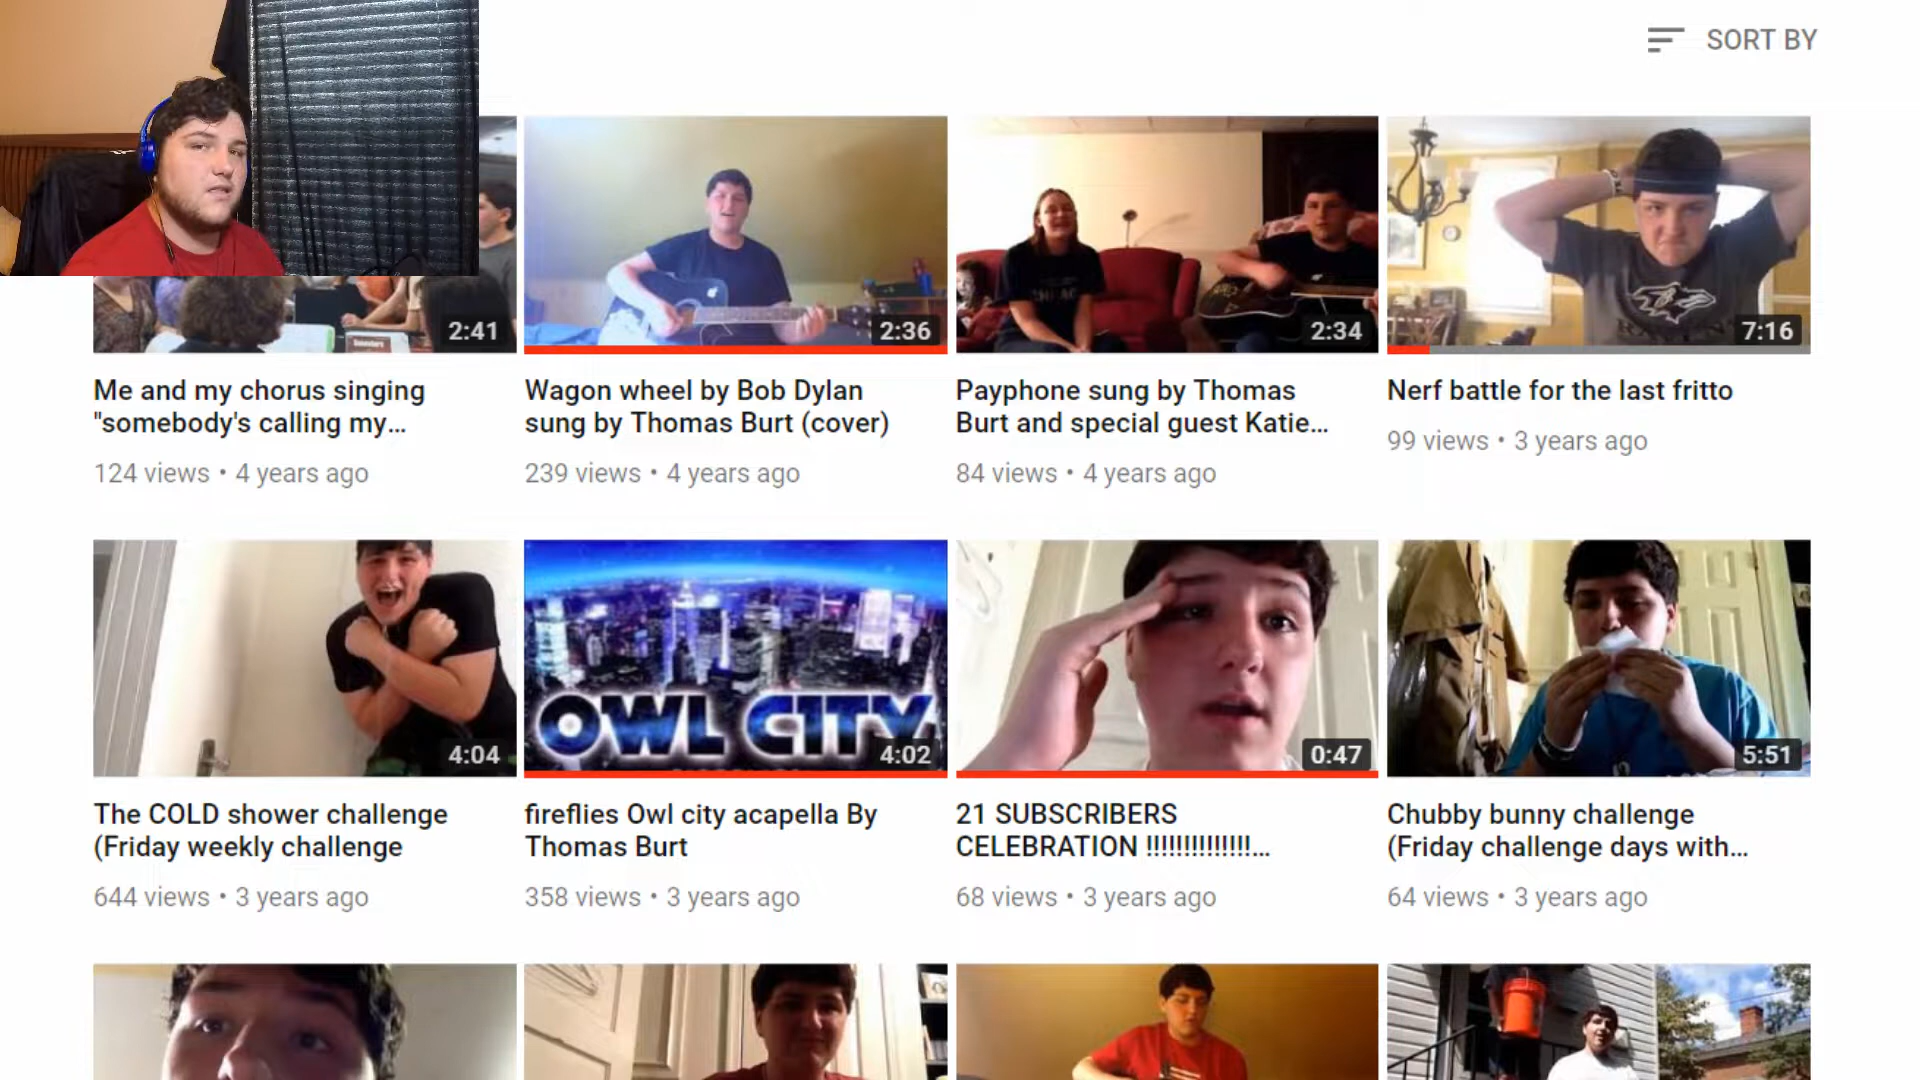 SORT BY
2:41
2:36
2:34
7:16
Me and my chorus singing
"somebody's calling my...
124 views • 4 years ago
Wagon wheel by Bob Dylan
sung by Thomas Burt (cover)
239 views • 4 years ago
Payphone sung by Thomas
Burt and special guest Katie...
84 views • 4 years ago
Nerf battle for the last fritto
99 views • 3 years ago
4:04
OWL CITY
4:02
0:47
5:51
The COLD shower challenge
(Friday weekly challenge
644 views • 3 years ago
fireflies Owl city acapella By
Thomas Burt
358 views • 3 years ago
21 SUBSCRIBERS
CELEBRATION !!!!!!!!!!!!!!...
68 views • 3 years ago
Chubby bunny challenge
(Friday challenge days with...
64 views • 3 years ago